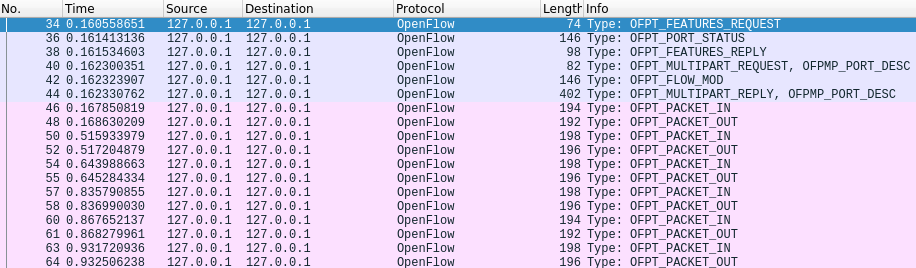 No. Time Source Destination Protocol Length Info
34 0.160558651 127.0.0.1 127.0.0.1 OpenFlow 74 Type: OFPT_FEATURES_REQUEST
36 0.161413136 127.0.0.1 127.0.0.1 OpenFlow 146 Type: OFPT_PORT_STATUS
38 0.161534603 127.0.0.1 127.0.0.1 OpenFlow 98 Type: OFPT_FEATURES_REPLY
40 0.162300351 127.0.0.1 127.0.0.1 OpenFlow 82 Type: OFPT_MULTIPART_REQUEST, OFPMP_PORT_DESC
42 0.162323907 127.0.0.1 127.0.0.1 OpenFlow 146 Type: OFPT_FLOW_MOD
44 0.162330762 127.0.0.1 127.0.0.1 OpenFlow 402 Type: OFPT_MULTIPART_REPLY, OFPMP_PORT_DESC
46 0.167850819 127.0.0.1 127.0.0.1 OpenFlow 194 Type: OFPT_PACKET_IN
48 0.168630209 127.0.0.1 127.0.0.1 OpenFlow 192 Type: OFPT_PACKET_OUT
50 0.515933979 127.0.0.1 127.0.0.1 OpenFlow 198 Type: OFPT_PACKET_IN
52 0.517204879 127.0.0.1 127.0.0.1 OpenFlow 196 Type: OFPT_PACKET_OUT
54 0.643988663 127.0.0.1 127.0.0.1 OpenFlow 198 Type: OFPT_PACKET_IN
55 0.645284334 127.0.0.1 127.0.0.1 OpenFlow 196 Type: OFPT_PACKET_OUT
57 0.835790855 127.0.0.1 127.0.0.1 OpenFlow 198 Type: OFPT_PACKET_IN
58 0.836990030 127.0.0.1 127.0.0.1 OpenFlow 196 Type: OFPT_PACKET_OUT
60 0.867652137 127.0.0.1 127.0.0.1 OpenFlow 194 Type: OFPT_PACKET_IN
61 0.868279961 127.0.0.1 127.0.0.1 OpenFlow 192 Type: OFPT_PACKET_OUT
63 0.931720936 127.0.0.1 127.0.0.1 OpenFlow 198 Type: OFPT_PACKET_IN
64 0.932506238 127.0.0.1 127.0.0.1 OpenFlow 196 Type: OFPT_PACKET_OUT